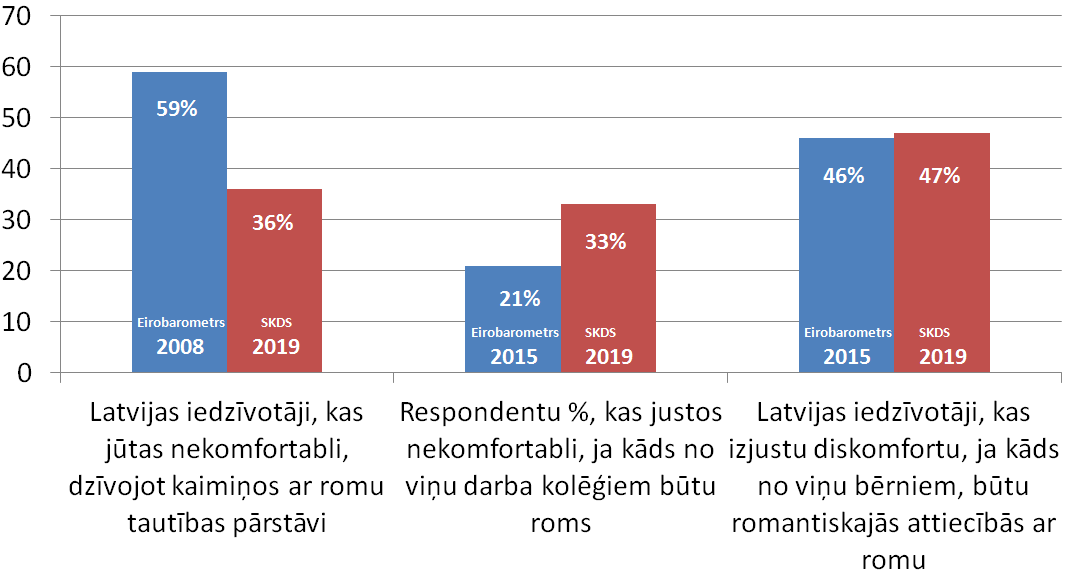 70
60
50
40
30
20
10
0
59%
Eirobarometrs
2008
36%
SKDS
2019
21%
Eirobarometrs
2015
33%
SKDS
2019
46%
Eirobarometrs
2015
47%
SKDS
2019
Latvijas iedzīvotāji, kas
jūtas nekomfortabli,
dzīvojot kaimiņos ar romu
tautības pārstāvi
Respondentu %, kas justos
nekomfortabli, ja kāds no
viņu darba kolēģiem būtu
roms
Latvijas iedzīvotāji, kas
izjustu diskomfortu, ja kāds
no viņu bērniem, būtu
romantiskajās attiecībās ar
romu